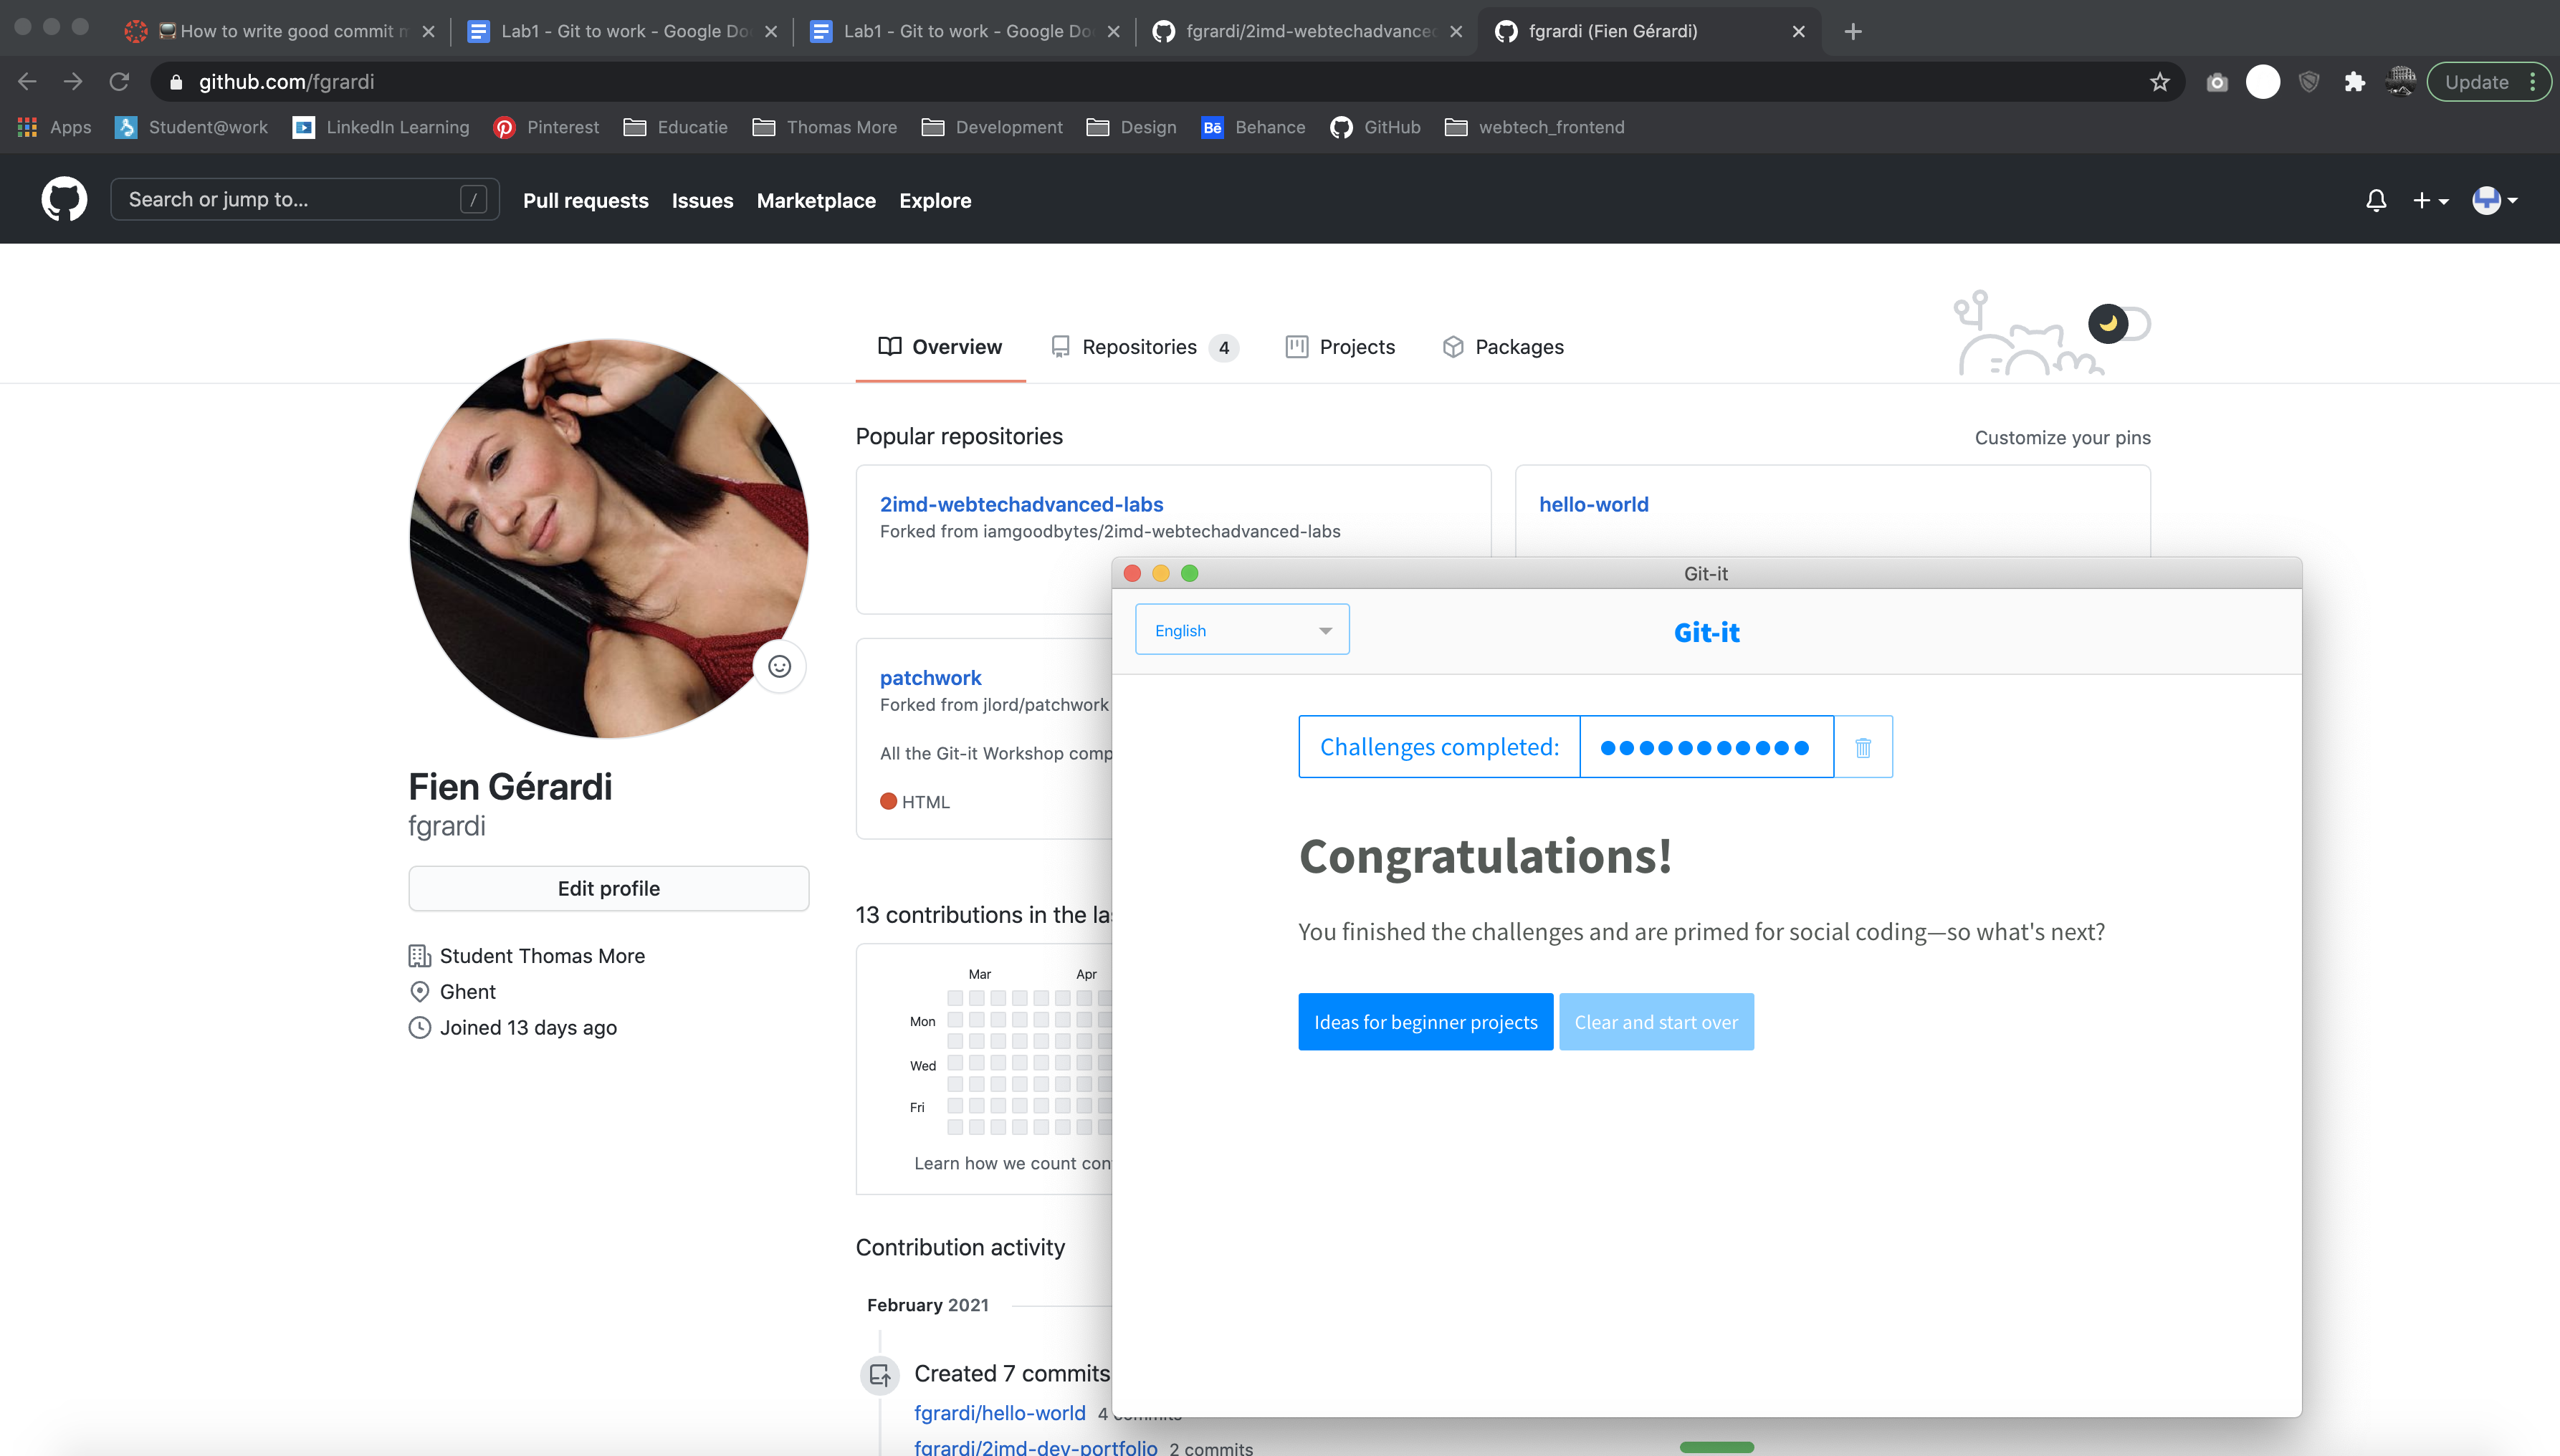 How to write good commit m
Lab1 - Git to work - Google Do
Lab1 - Git to work - Google Do
fgrardi/2imd-webtechadvanced
fgrardi (Fien Gérardi)
github.com/fgrardi
Update
Apps
Student@work
LinkedIn Learning
Pinterest
Educatie
Thomas More
Development
Design
Bē Behance
GitHub
webtech_frontend
Search or jump to...
/
Pull requests
Issues
Marketplace
Explore
Overview
Repositories 4
Projects
Packages
Popular repositories
Customize your pins
2imd-webtechadvanced-labs
Forked from iamgoodbytes/2imd-webtechadvanced-labs
hello-world
patchwork
Forked from jlord/patchwork
All the Git-it Workshop comp
HTML
Fien Gérardi
fgrardi
Edit profile
Student Thomas More
Ghent
Joined 13 days ago
13 contributions in the las
Mar
Apr
Mon
Wed
Fri
Learn how we count con
Contribution activity
February 2021
Created 7 commits
fgrardi/hello-world 4 commits
fgrardi/2imd-dev-portfolio 2 commits
Git-it
English
Git-it
Challenges completed:
Congratulations!
You finished the challenges and are primed for social coding—so what's next?
Ideas for beginner projects
Clear and start over